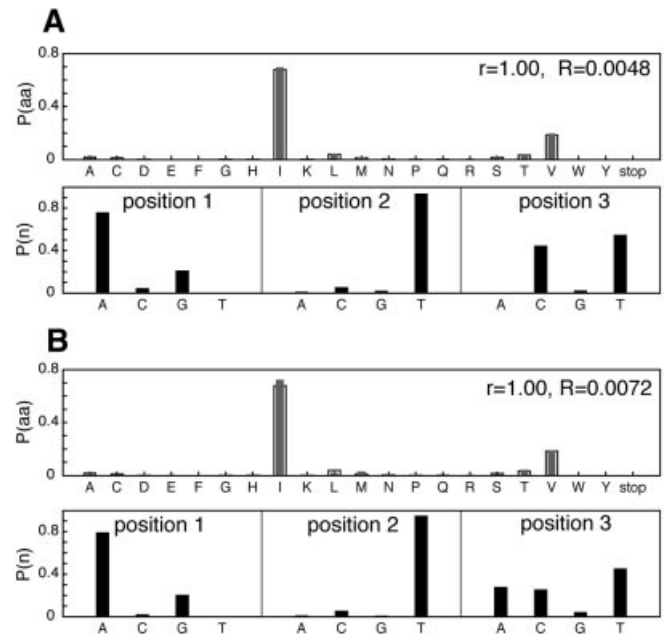 A
0.8
0.4
0
P(aa)
r=1.00, R=0.0048
A C D E F G H I K L M N P Q R S T V W Y stop
0.8
0.4
0
P(n)
position 1 position 2 position 3
A C G T A C G T A C G T
B
0.8
0.4
0
P(aa)
r=1.00, R=0.0072
A C D E F G H I K L M N P Q R S T V W Y stop
0.8
0.4
0
P(n)
position 1 position 2 position 3
A C G T A C G T A C G T